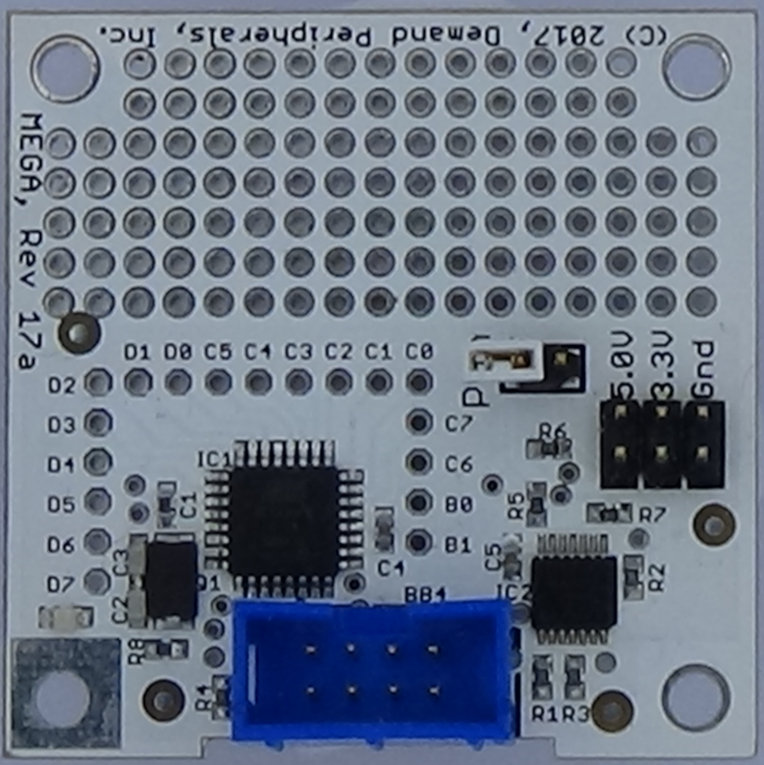 (C) 2017, Demand Peripherals, Inc.
MEGA, Rev 17a
D1 D0 C5 C4 C3 C2 C1 C0
5.0V 3.3V Gnd
D2
D3
C7
R6
D4
IC1
C6
D5
C1
B0
R5
R7
D6
B1
C3
C4
C5
R2
D7
C2
Q1
BB4
IC2
R8
R4
R1 R3